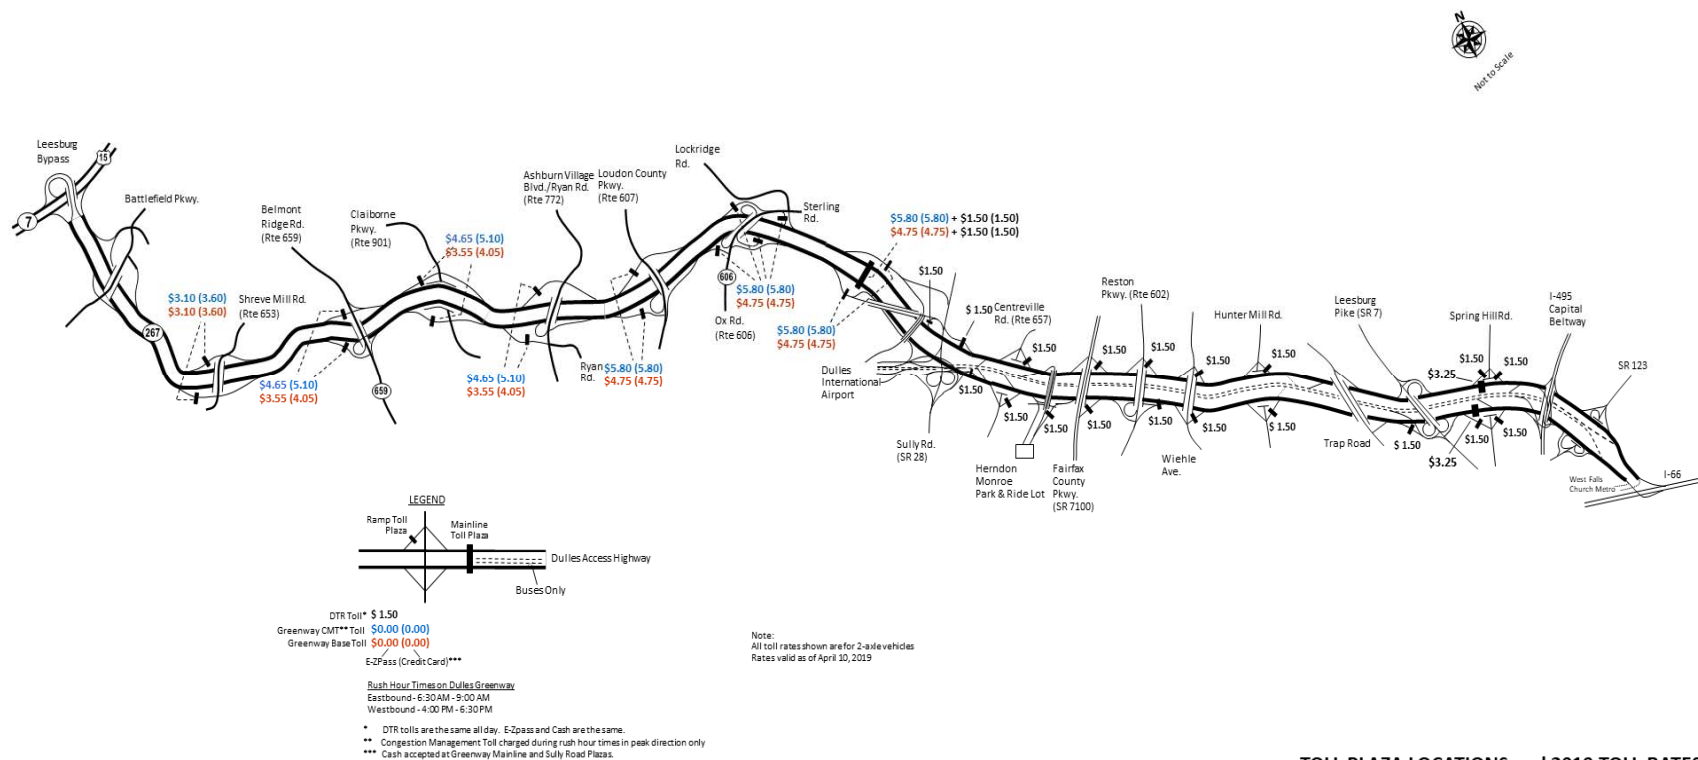 N
Not to Scale
Leesburg
Bypass
15
7
Battlefield Pkwy.
267
$3.10 (3.60)
$3.10 (3.60)
Shreve Mill Rd.
(Rte 653)
Belmont
Ridge Rd.
(Rte 659)
$4.65 (5.10)
$3.55 (4.05)
659
Claiborne
Pkwy.
(Rte 901)
$4.65 (5.10)
$3.55 (4.05)
Ashburn Village
Blvd./Ryan Rd.
(Rte 772)
$4.65 (5.10)
$3.55 (4.05)
Ryan
Rd.
Loudon County
Pkwy.
(Rte 607)
$5.80 (5.80)
$4.75 (4.75)
Lockridge
Rd.
Sterling
Rd.
606
Ox Rd.
(Rte 606)
$5.80 (5.80)
$4.75 (4.75)
$5.80 (5.80) + $1.50 (1.50)
$4.75 (4.75) + $1.50 (1.50)
$5.80 (5.80)
$4.75 (4.75)
$1.50
Dulles
International
Airport
Sully Rd.
(SR 28)
$ 1.50
$1.50
Centreville
Rd. (Rte 657)
$1.50
$1.50
Herndon
Monroe
Park & Ride Lot
$1.50
Fairfax
County
Pkwy.
(SR 7100)
$1.50
$1.50
Reston
Pkwy. (Rte 602)
$1.50
$1.50
Wiehle
Ave.
$1.50
$1.50
Hunter Mill Rd.
$1.50
$ 1.50
Trap Road
Leesburg
Pike (SR 7)
$ 1.50
$3.25
$3.25
Spring Hill Rd.
$1.50
$1.50
$1.50
$1.50
I-495
Capital
Beltway
SR 123
West Falls
Church Metro
I-66
LEGEND
Ramp Toll
Plaza
Mainline
Toll Plaza
Dulles Access Highway
Buses Only
DTR Toll* $ 1.50
Greenway CMT** Toll $0.00 (0.00)
Greenway Base Toll $0.00 (0.00)
E-ZPass (Credit Card)***
Rush Hour Times on Dulles Greenway
Eastbound - 6:30 AM - 9:00 AM
Westbound - 4:00 PM - 6:30 PM
* DTR tolls are the same all day. E-Zpass and Cash are the same.
** Congestion Management Toll charged during rush hour times in peak direction only
*** Cash accepted at Greenway Mainline and Sully Road Plazas.
Note:
All toll rates shown are for 2-axle vehicles
Rates valid as of April 10, 2019
TOLL PLAZA LOCATIONS 2019 TOLL RATES